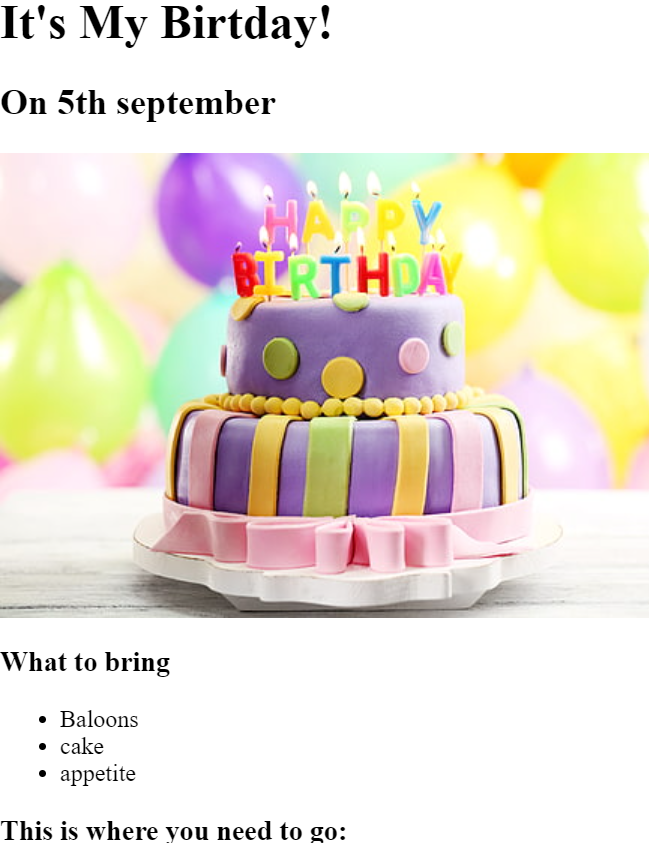 It's My Birtday!
On 5th september
HAPPY
BIRTHDAY
What to bring
Baloons
cake
appetite
This is where you need to go: